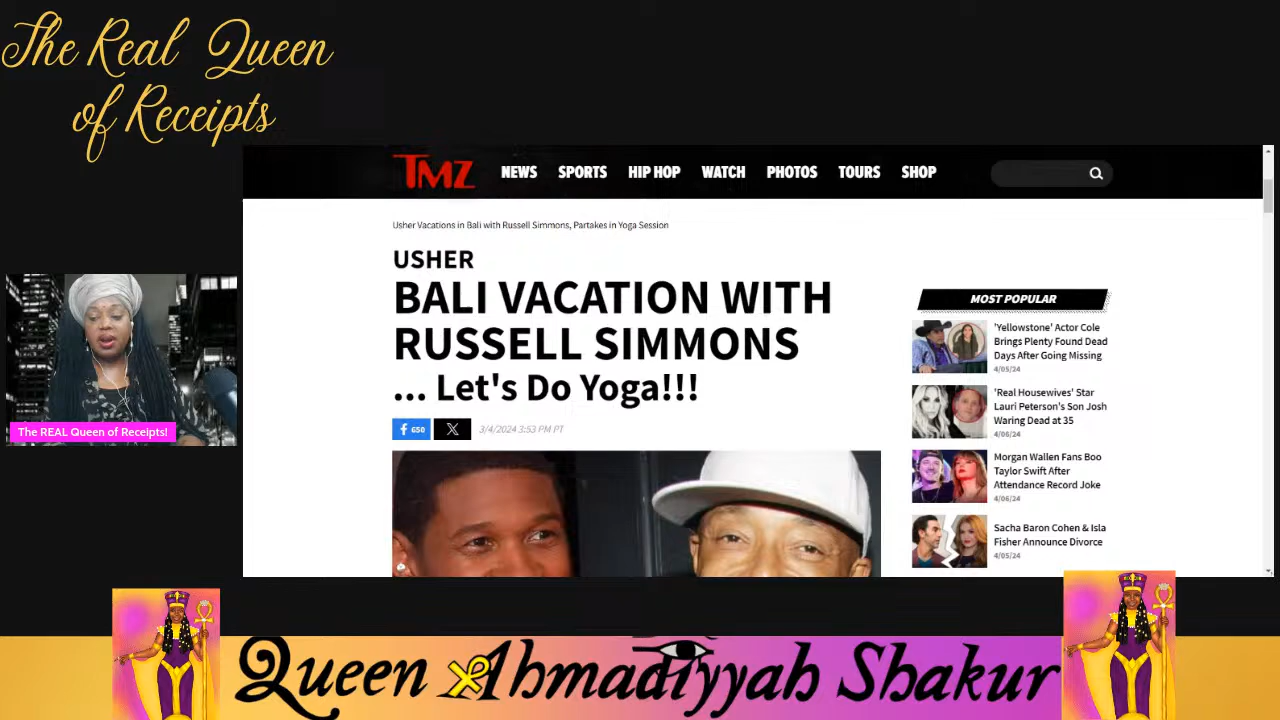 The Real Queen
of Receipts
TMZ NEWS SPORTS HIP HOP WATCH PHOTOS TOURS SHOP
Usher Vacations in Bali with Russell Simmons, Partakes in Yoga Session
USHER
BALI VACATION WITH
RUSSELL SIMMONS
... Let's Do Yoga!!!
650
3/4/2024 3:53 PM PT
MOST POPULAR
'Yellowstone' Actor Cole
Brings Plenty Found Dead
Days After Going Missing
4/05/24
'Real Housewives' Star
Lauri Peterson's Son Josh
Waring Dead at 35
4/06/24
Morgan Wallen Fans Boo
Taylor Swift After
Attendance Record Joke
4/06/24
Sacha Baron Cohen & Isla
Fisher Announce Divorce
4/05/24
The REAL Queen of Receipts!
Queen Ahmadiyyah Shakur